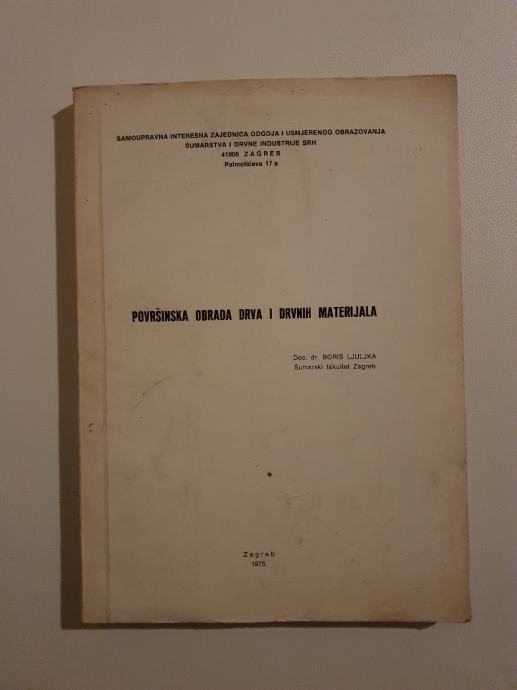 SAMOUPRAVNA INTERESNA ZAJEDNICA ODGOJA I USMJERENOG OBRAZOVANJA
ŠUMARSTVA I DRVNE INDUSTRIJE SRH
41000 ZAGREB
Palmotićeva 17 a
POVRŠINSKA OBRADA DRVA I DRVNIH MATERIJALA
Doc. dr. BORIS LJULJKA
Šumarski fakultet Zagreb
Zagreb
1975.